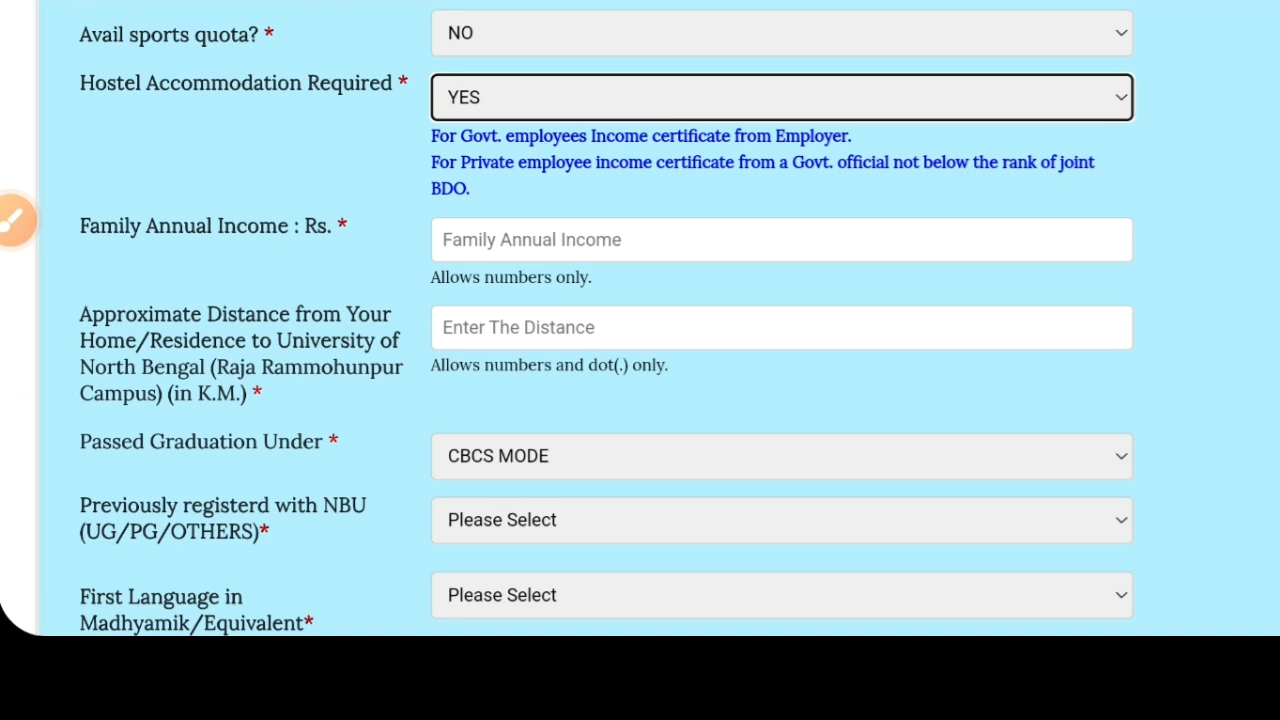 Avail sports quota? *
NO
Hostel Accommodation Required *
YES
For Govt. employees Income certificate from Employer.
For Private employee income certificate from a Govt. official not below the rank of joint
BDO.
Family Annual Income : Rs. *
Family Annual Income
Allows numbers only.
Approximate Distance from Your
Home/Residence to University of
North Bengal (Raja Rammohunpur
Campus) (in K.M.) *
Enter The Distance
Allows numbers and dot(.) only.
Passed Graduation Under *
CBCS MODE
Previously registerd with NBU
(UG/PG/OTHERS)*
Please Select
First Language in
Madhyamik/Equivalent*
Please Select